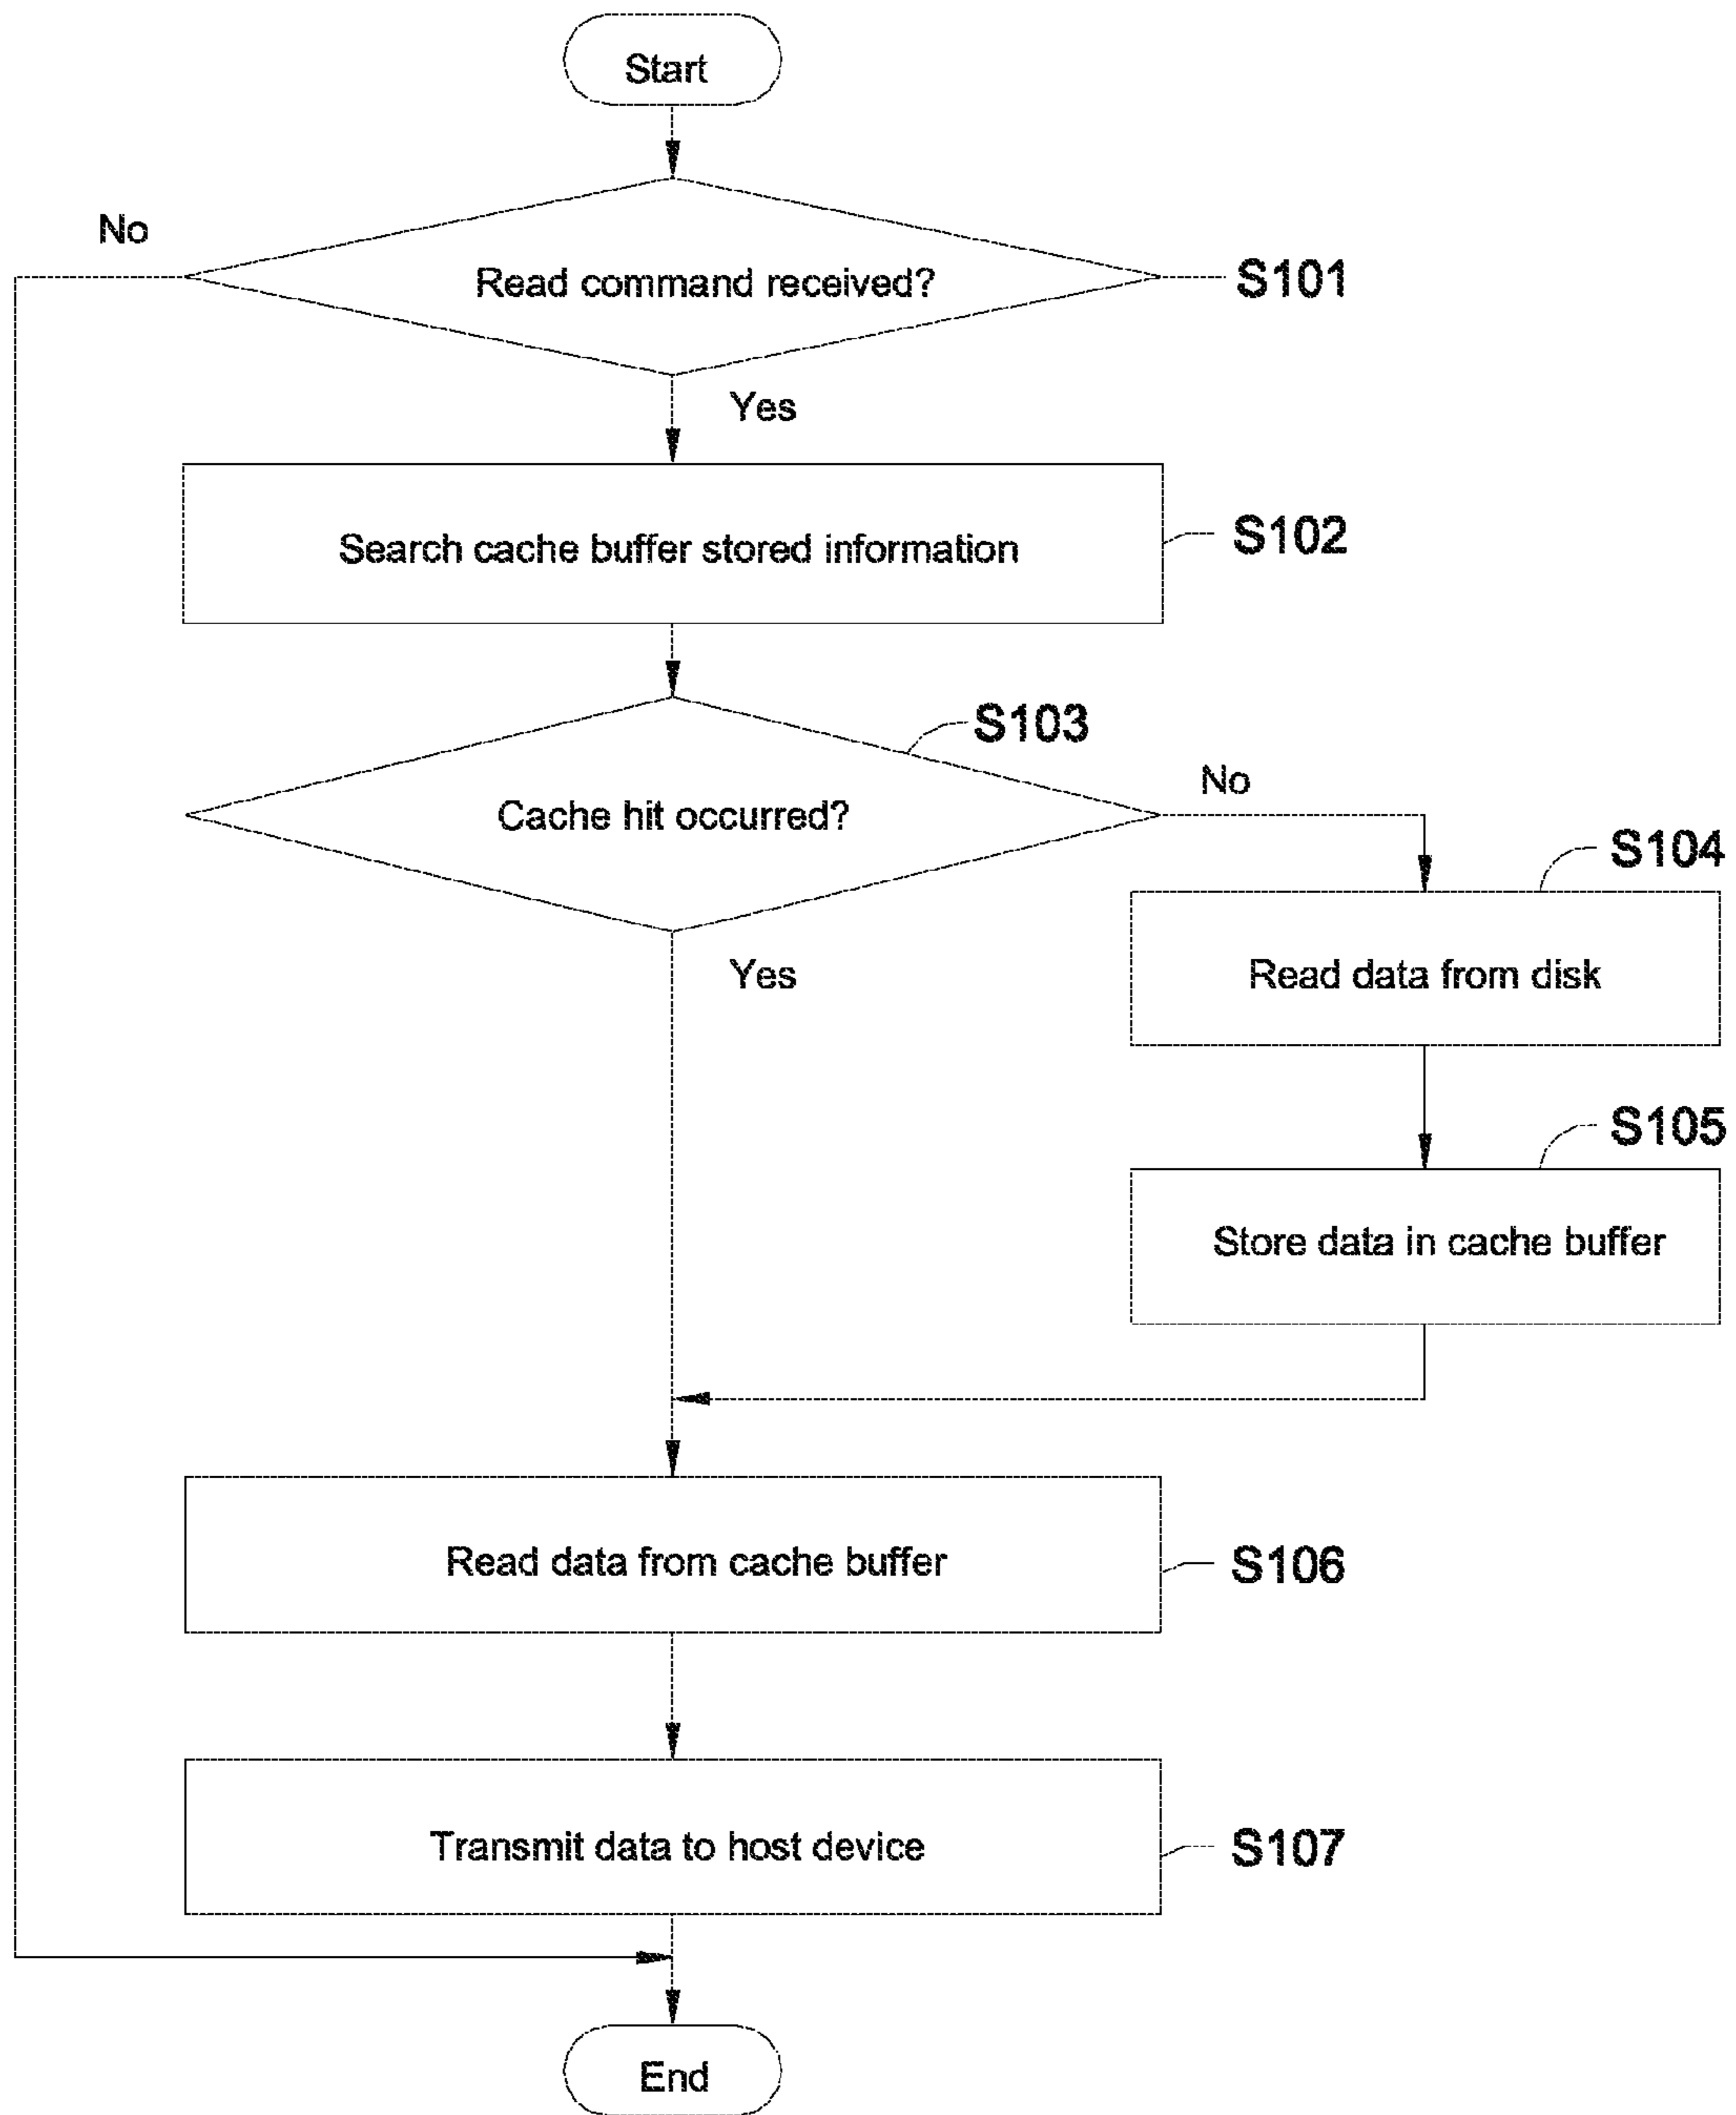 Start
No
Read command received?
S101
Yes
Search cache buffer stored information
S102
S103
Cache hit occurred?
No
S104
Yes
Read data from disk
S105
Store data in cache buffer
Read data from cache buffer
S106
Transmit data to host device
S107
End